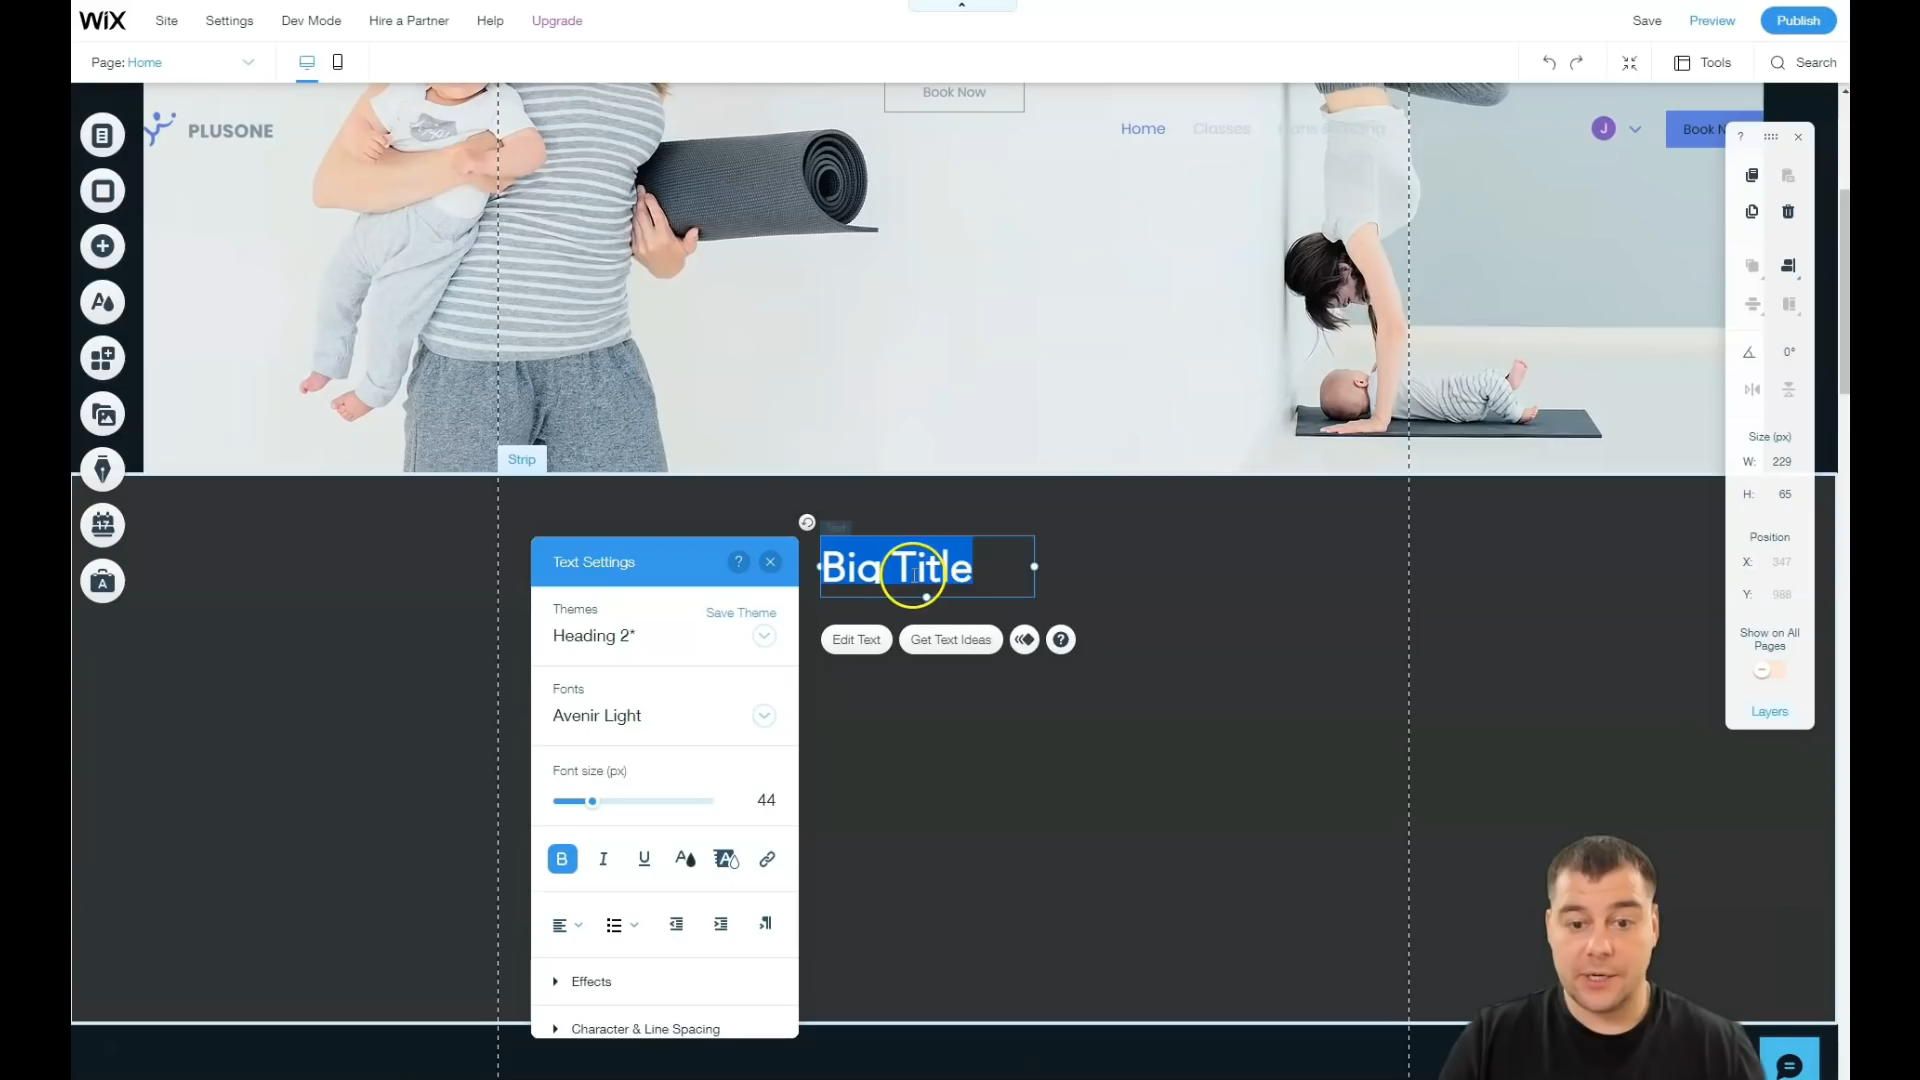 WiX
Site
Settings
Dev Mode
Hire a Partner
Help
Upgrade
Save
Preview
Publish
Page: Home
Tools
Search
Book Now
PLUSONE
Home
Classes
J
Book N
?
0°
Size (px)
W: 229
H: 65
Position
X: 347
Y: 988
Show on All
Pages
Layers
Strip
Text
Big Title
Edit Text
Get Text Ideas
?
Text Settings
?
Themes
Save Theme
Heading 2*
Fonts
Avenir Light
Font size (px)
44
B
I
U
A
A
Effects
Character & Line Spacing
17
A